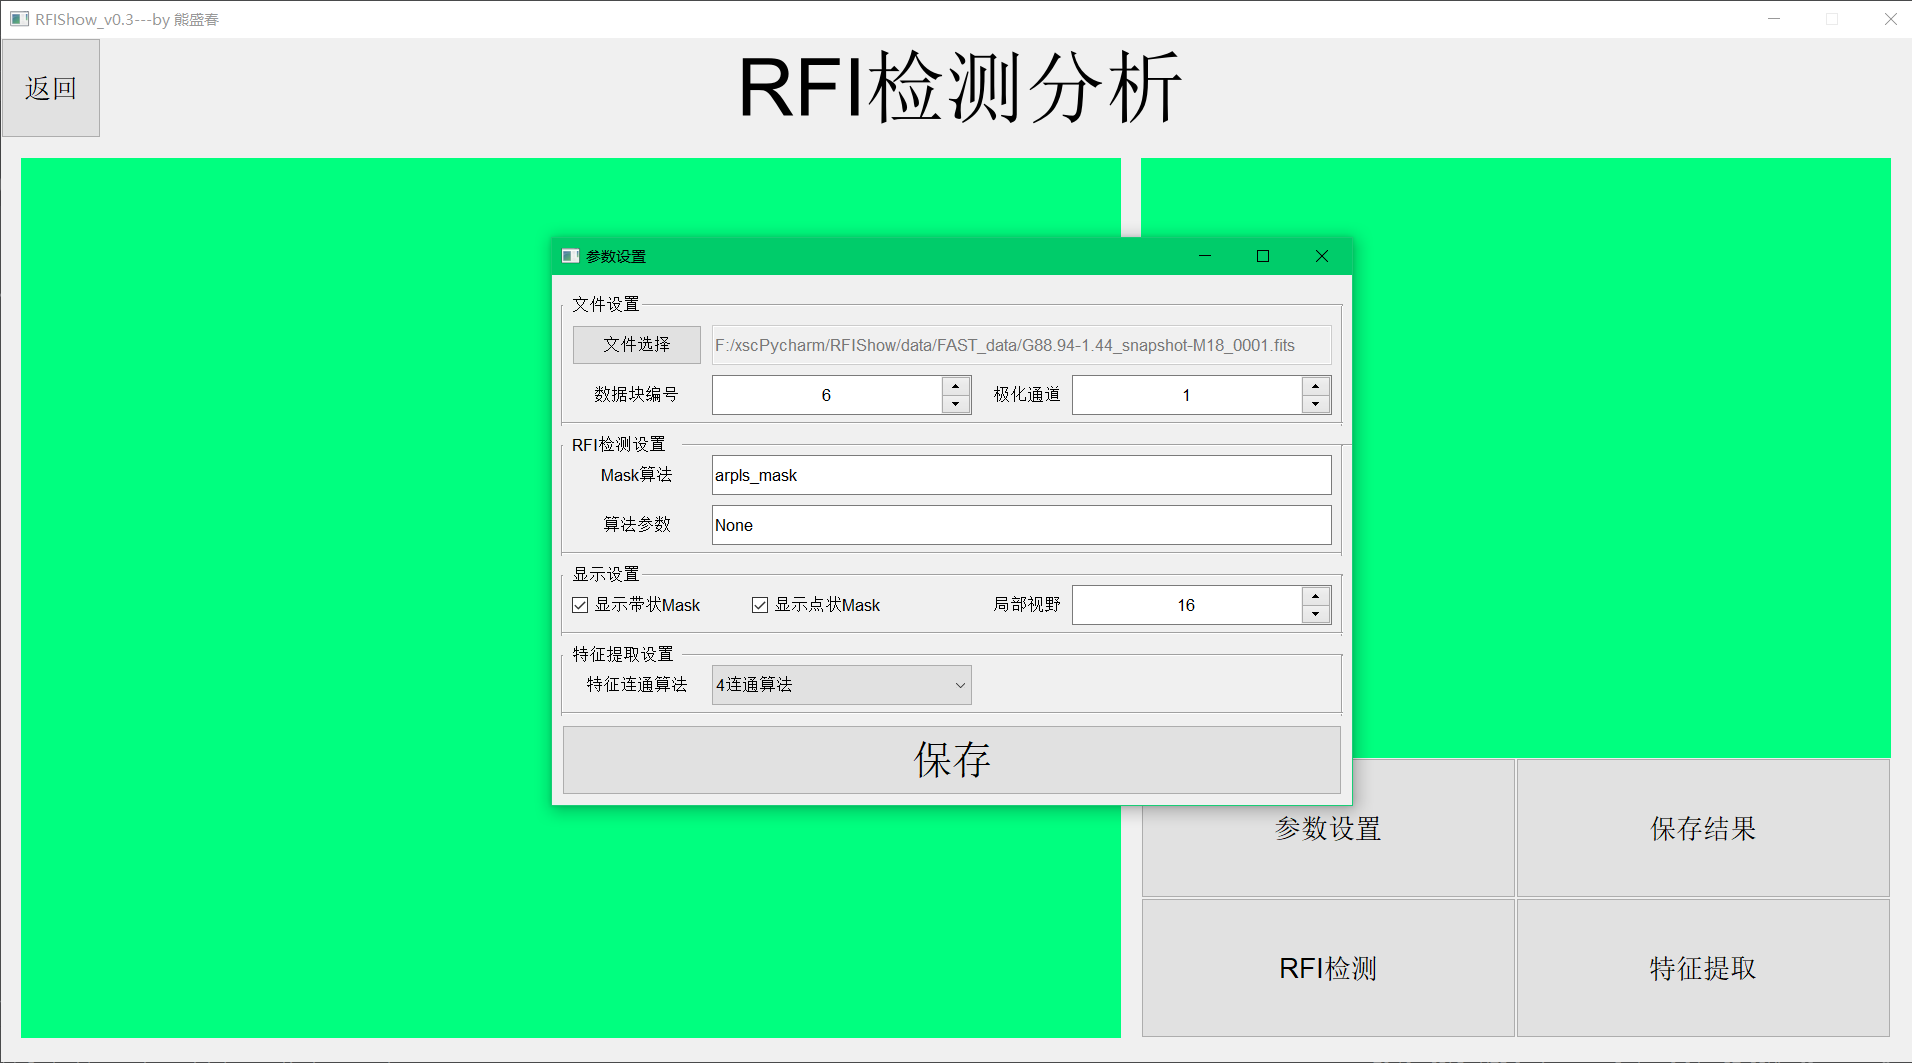 RFIShow_v0.3---by 熊盛春
返回
RFI检测分析
参数设置
文件设置
文件选择
F:/xscPycharm/RFIShow/data/FAST_data/G88.94-1.44_snapshot-M18_0001.fits
数据块编号
6
极化通道
1
RFI检测设置
Mask算法
arpls_mask
算法参数
None
显示设置
显示带状Mask
显示点状Mask
局部视野
16
特征提取设置
特征连通算法
4连通算法
保存
参数设置
保存结果
RFI检测
特征提取